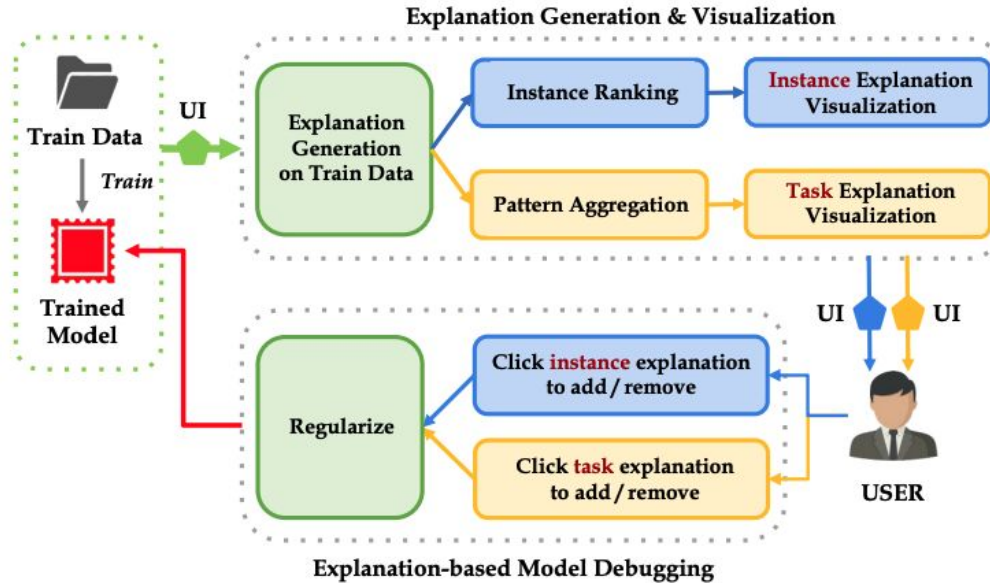 Explanation Generation & Visualization
Train Data
Train
Trained
Model
UI
Explanation
Generation
on Train Data
Instance Ranking
Instance Explanation
Visualization
Pattern Aggregation
Task Explanation
Visualization
UI
UI
USER
Click instance explanation
to add / remove
Click task explanation
to add / remove
Regularize
Explanation-based Model Debugging